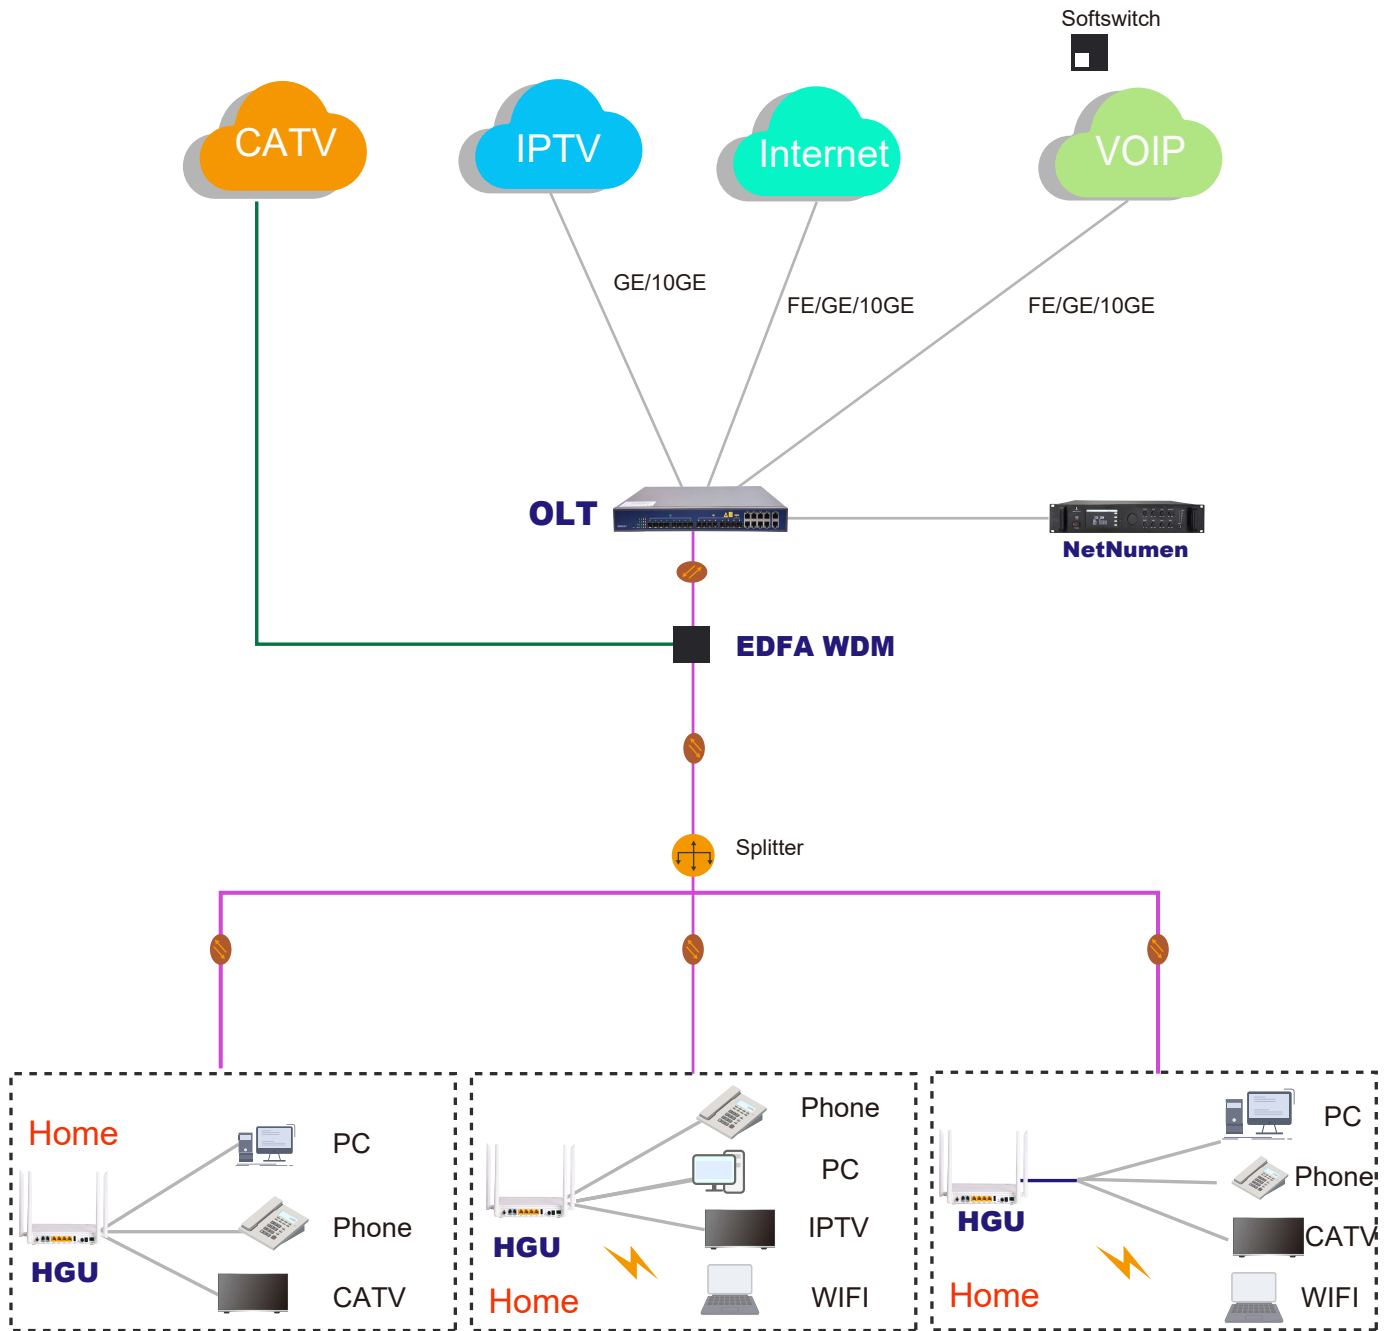 Softswitch
CATV
IPTV
Internet
VOIP
GE/10GE
FE/GE/10GE
FE/GE/10GE
OLT
NetNumen
EDFA WDM
Splitter
Home
PC
Phone
CATV
HGU
Phone
PC
IPTV
WIFI
HGU
Home
PC
Phone
CATV
WIFI
HGU
Home